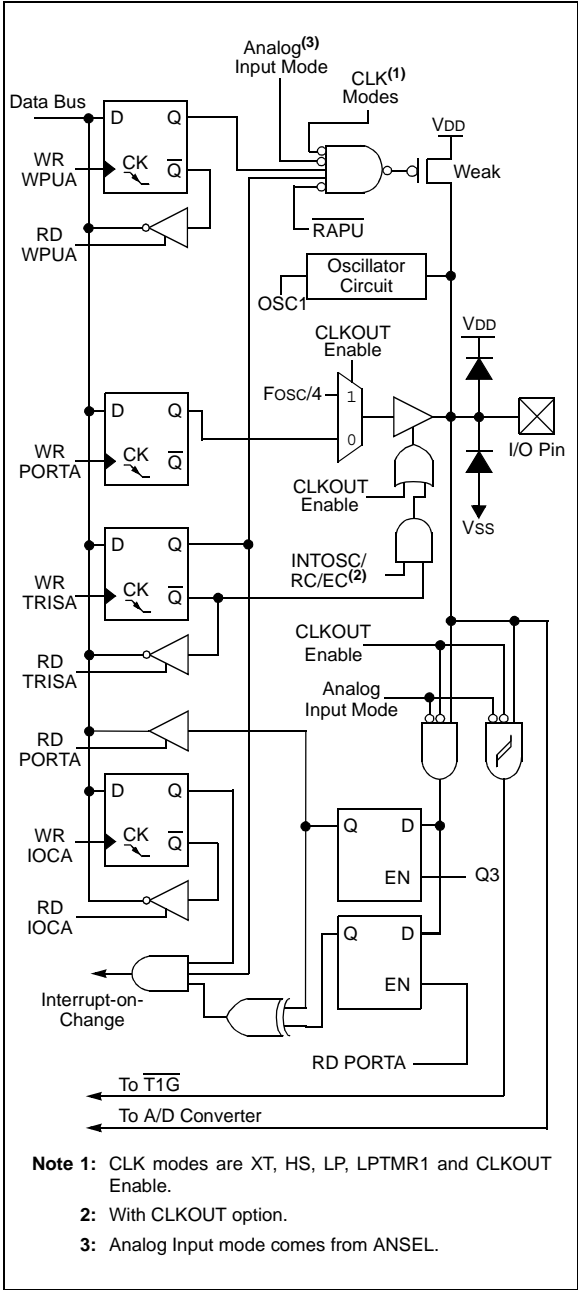 Analog(3)
Input Mode
CLK(1)
Modes
Data Bus
D Q
VDD
WR
WPUA
CK Q
Weak
RD
WPUA
RAPU
Oscillator
Circuit
OSC1
CLKOUT
Enable
VDD
FOSC/4
1
D Q
0
I/O Pin
WR
PORTA
CK Q
CLKOUT
Enable
VSS
D Q
INTOSC/
RC/EC(2)
WR
TRISA
CK Q
CLKOUT
Enable
RD
TRISA
Analog
Input Mode
RD
PORTA
D Q
Q D
WR
IOCA
CK Q
EN
Q3
RD
IOCA
Q D
EN
Interrupt-on-
Change
RD PORTA
To T1G
To A/D Converter
Note 1: CLK modes are XT, HS, LP, LPTMR1 and CLKOUT
Enable.
2: With CLKOUT option.
3: Analog Input mode comes from ANSEL.